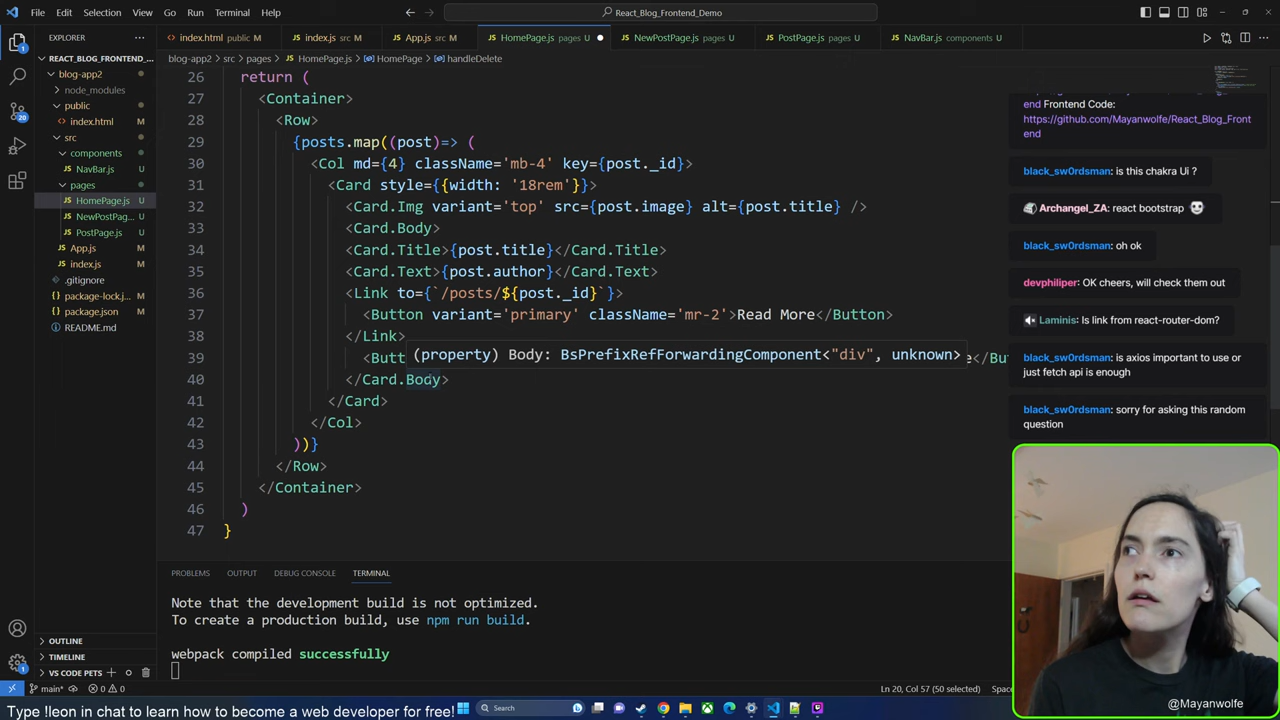 File Edit Selection View Go Run Terminal Help
React_Blog_Frontend_Demo
EXPLORER
REACT_BLOG_FRONTEND_...
blog-app2
node_modules
public
index.html U
src
components
NavBar.js U
pages
HomePage.js U
NewPostPag... U
PostPage.js U
App.js M
index.js M
.gitignore
package-lock.j... M
package.json M
README.md
OUTLINE
TIMELINE
VS CODE PETS
index.html public M
index.js src M
App.js src M
HomePage.js pages U
NewPostPage.js pages U
PostPage.js pages U
NavBar.js components U
blog-app2 > src > pages > HomePage.js > HomePage > handleDelete
26 return (
27 <Container>
28 <Row>
29 {posts.map((post)=> (
30 <Col md={4} className='mb-4' key={post._id}>
31 <Card style={{width: '18rem'}}>
32 <Card.Img variant='top' src={post.image} alt={post.title} />
33 <Card.Body>
34 <Card.Title>{post.title}</Card.Title>
35 <Card.Text>{post.author}</Card.Text>
36 <Link to={`/posts/${post._id}`}>
37 <Button variant='primary' className='mr-2'>Read More</Button>
38 </Link>
(property) Body: BsPrefixRefForwardingComponent<"div", unknown>
39 <Butt e</Bu
40 </Card.Body>
41 </Card>
42 </Col>
43 ))}
44 </Row>
45 </Container>
46 )
47 }
PROBLEMS OUTPUT DEBUG CONSOLE TERMINAL
Note that the development build is not optimized.
To create a production build, use npm run build.
webpack compiled successfully
main* 0 0 Ln 20, Col 57 (50 selected) Spac
end Frontend Code:
https://github.com/Mayanwolfe/React_Blog_Front
end
black_sw0rdsman: is this chakra Ui ?
Archangel_ZA: react bootstrap
black_sw0rdsman: oh ok
devphiliper: OK cheers, will check them out
Laminis: Is link from react-router-dom?
black_sw0rdsman: is axios important to use or
just fetch api is enough
black_sw0rdsman: sorry for asking this random
question
@Mayanwolfe
Type !leon in chat to learn how to become a web developer for free!
Search